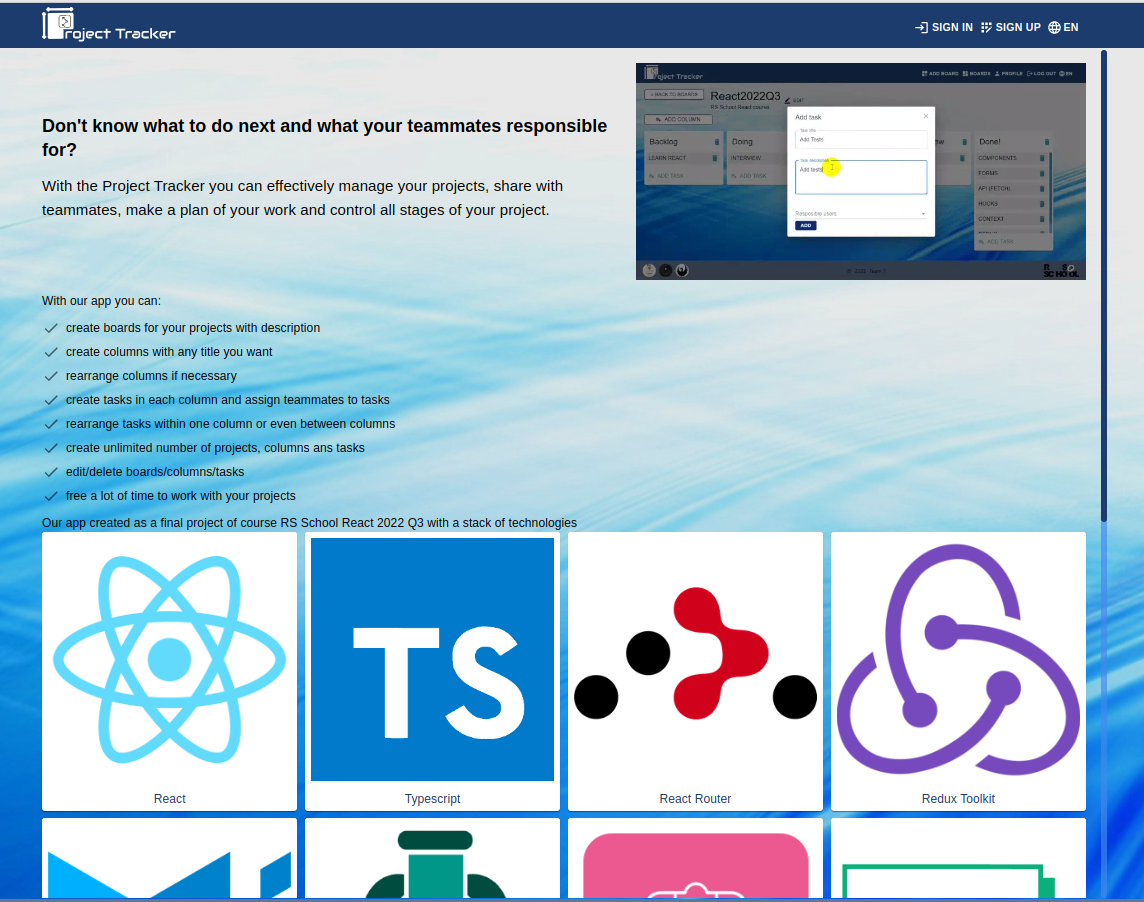 Project Tracker
SIGN IN SIGN UP EN
Don't know what to do next and what your teammates responsible
for?
With the Project Tracker you can effectively manage your projects, share with
teammates, make a plan of your work and control all stages of your project.
Project Tracker
ADD BOARD BOARDS PROFILE LOG OUT EN
< BACK TO BOARDS
React2022Q3
EDIT
RS School React course
ADD COLUMN
Add task
Task title
Add Tests
Task description
Add tests
Responsible users
ADD
Backlog
LEARN REACT
ADD TASK
Doing
INTERVIEW
ADD TASK
Done!
COMPONENTS
FORMS
API (FETCH)
HOOKS
CONTEXT
ADD TASK
With our app you can:
create boards for your projects with description
create columns with any title you want
rearrange columns if necessary
create tasks in each column and assign teammates to tasks
rearrange tasks within one column or even between columns
create unlimited number of projects, columns ans tasks
edit/delete boards/columns/tasks
free a lot of time to work with your projects
Our app created as a final project of course RS School React 2022 Q3 with a stack of technologies
TS
React
Typescript
React Router
Redux Toolkit